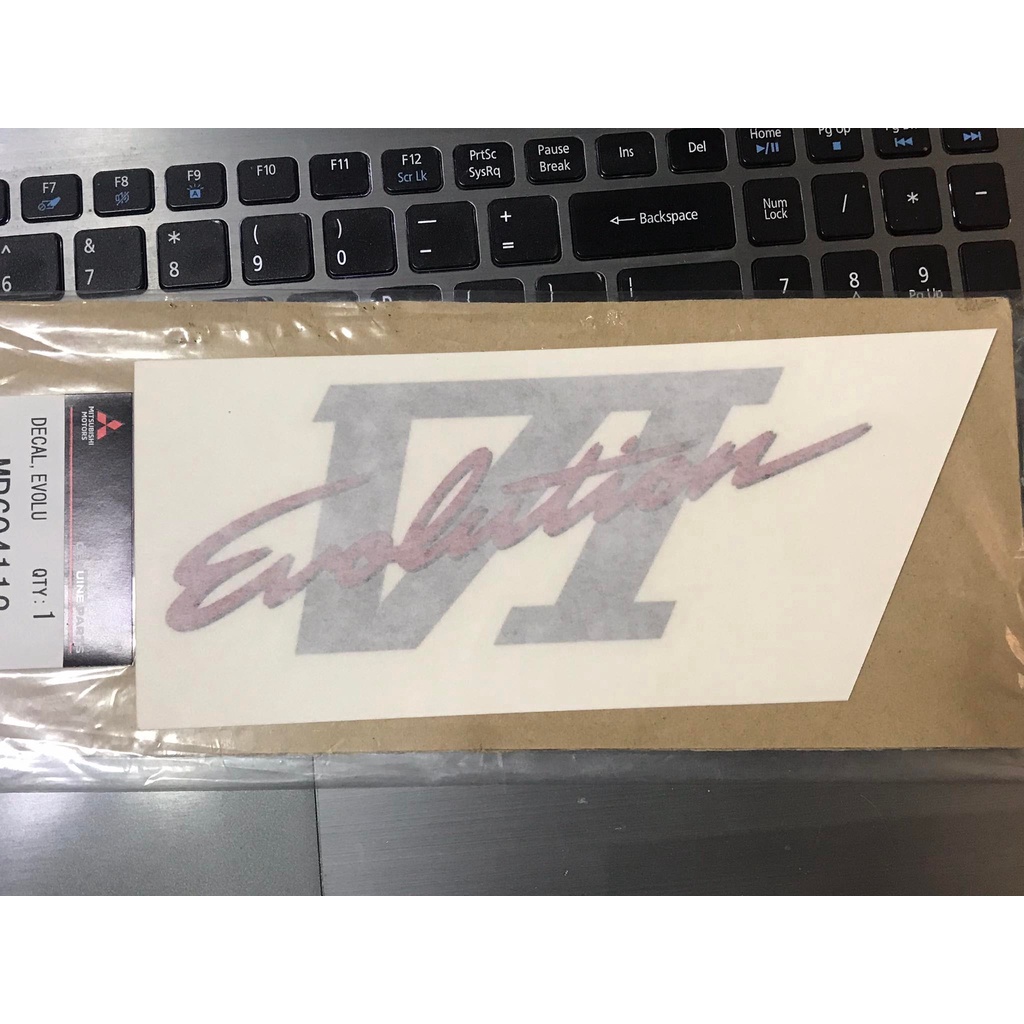 F7
F8
F9
F10
F11
F12
Scr Lk
PrtSc
SysRq
Pause
Break
Ins
Del
Home
Pg Up
^
6
&
7
*
8
(
9
)
0
—
-
+
=
Backspace
Num
Lock
/
*
-
7
8
9
Pg Up
VI
Evolution
MITSUBISHI
MOTORS
DECAL, EVOLU QTY: 1